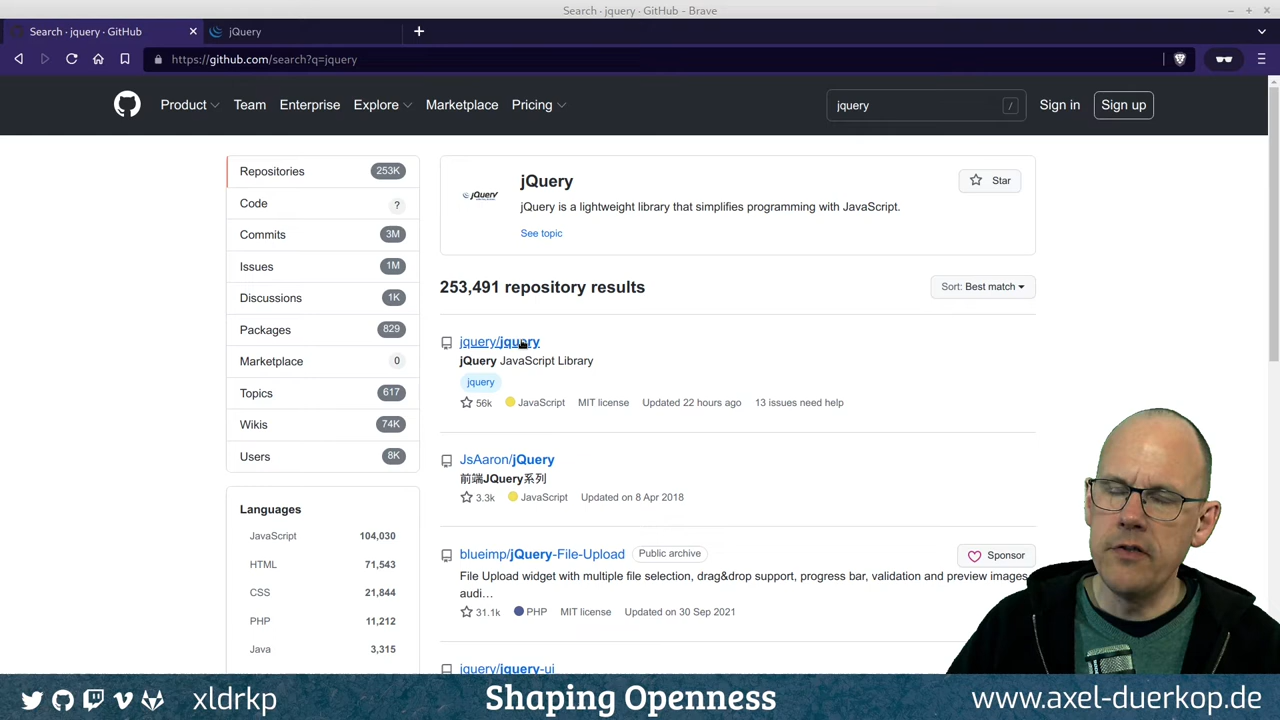 Search · jquery · GitHub - Brave
Search · jquery · GitHub
jQuery
https://github.com/search?q=jquery
Product Team Enterprise Explore Marketplace Pricing
jquery /
Sign in Sign up
Repositories 253K
Code ?
Commits 3M
Issues 1M
Discussions 1K
Packages 829
Marketplace 0
Topics 617
Wikis 74K
Users 8K
Languages
JavaScript 104,030
HTML 71,543
CSS 21,844
PHP 11,212
Java 3,315
jQuery
jQuery
Star
jQuery is a lightweight library that simplifies programming with JavaScript.
See topic
253,491 repository results
Sort: Best match
jquery/jquery
jQuery JavaScript Library
jquery
56k JavaScript MIT license Updated 22 hours ago 13 issues need help
JsAaron/jQuery
前端JQuery系列
3.3k JavaScript Updated on 8 Apr 2018
blueimp/jQuery-File-Upload Public archive
Sponsor
File Upload widget with multiple file selection, drag&drop support, progress bar, validation and preview images,
audi…
31.1k PHP MIT license Updated on 30 Sep 2021
jquery/jquery-ui
xldrkp
Shaping Openness
www.axel-duerkop.de